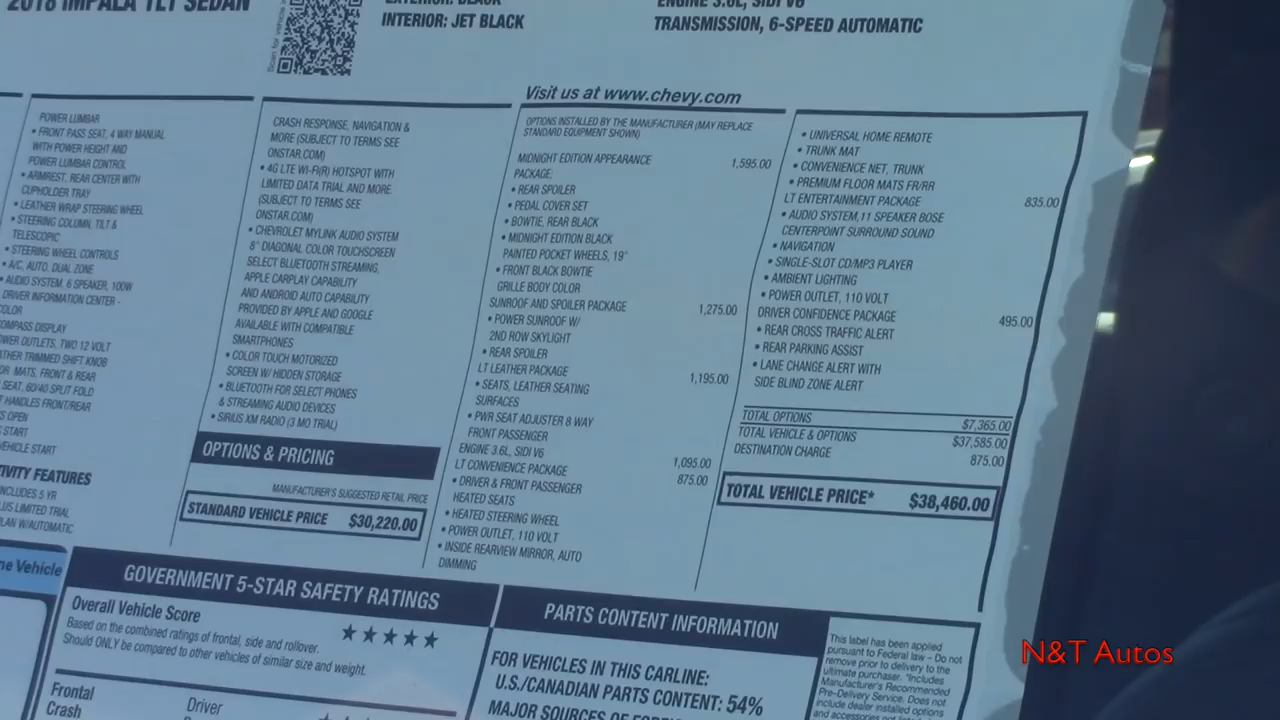 2018 IMPALA 1LT SEDAN
EXTERIOR: BLACK
INTERIOR: JET BLACK
ENGINE 3.6L, SIDI V6
TRANSMISSION, 6-SPEED AUTOMATIC
Scan for vehicle
Visit us at www.chevy.com
POWER LUMBAR
• FRONT PASS SEAT, 4 WAY MANUAL
WITH POWER HEIGHT AND
POWER LUMBAR CONTROL
• ARMREST, REAR CENTER WITH
CUPHOLDER TRAY
• LEATHER WRAP STEERING WHEEL
• STEERING COLUMN, TILT &
TELESCOPIC
• STEERING WHEEL CONTROLS
• A/C, AUTO, DUAL ZONE
• AUDIO SYSTEM, 6 SPEAKER, 100W
DRIVER INFORMATION CENTER -
COLOR
COMPASS DISPLAY
POWER OUTLETS, TWO 12 VOLT
LEATHER TRIMMED SHIFT KNOB
MATS, FRONT & REAR
SEAT, 60/40 SPLIT FOLD
HANDLES FRONT/REAR
OPEN
START
VEHICLE START
INCLUDES 5 YR
PLUS LIMITED TRIAL
PLAN W/AUTOMATIC
CRASH RESPONSE, NAVIGATION &
MORE (SUBJECT TO TERMS SEE
ONSTAR.COM)
• 4G LTE WI-FI(R) HOTSPOT WITH
LIMITED DATA TRIAL AND MORE.
(SUBJECT TO TERMS SEE
ONSTAR.COM)
• CHEVROLET MYLINK AUDIO SYSTEM
8" DIAGONAL COLOR TOUCHSCREEN
SELECT BLUETOOTH STREAMING,
APPLE CARPLAY CAPABILITY
AND ANDROID AUTO CAPABILITY
PROVIDED BY APPLE AND GOOGLE
AVAILABLE WITH COMPATIBLE
SMARTPHONES
• COLOR TOUCH MOTORIZED
SCREEN W/ HIDDEN STORAGE
• BLUETOOTH FOR SELECT PHONES
& STREAMING AUDIO DEVICES
• SIRIUS XM RADIO (3 MO TRIAL)
OPTIONS & PRICING
MANUFACTURER'S SUGGESTED RETAIL PRICE
STANDARD VEHICLE PRICE $30,220.00
OPTIONS INSTALLED BY THE MANUFACTURER (MAY REPLACE
STANDARD EQUIPMENT SHOWN)
MIDNIGHT EDITION APPEARANCE 1,595.00
PACKAGE:
• REAR SPOILER
• PEDAL COVER SET
• BOWTIE, REAR BLACK
• MIDNIGHT EDITION BLACK
PAINTED POCKET WHEELS, 19"
• FRONT BLACK BOWTIE
GRILLE BODY COLOR
SUNROOF AND SPOILER PACKAGE 1,275.00
• POWER SUNROOF W/
2ND ROW SKYLIGHT
• REAR SPOILER
LT LEATHER PACKAGE 1,195.00
• SEATS, LEATHER SEATING
SURFACES
• PWR SEAT ADJUSTER 8 WAY
FRONT PASSENGER
ENGINE 3.6L, SIDI V6 1,095.00
LT CONVENIENCE PACKAGE 875.00
• DRIVER & FRONT PASSENGER
HEATED SEATS
• HEATED STEERING WHEEL
• POWER OUTLET, 110 VOLT
• INSIDE REARVIEW MIRROR, AUTO
DIMMING
• UNIVERSAL HOME REMOTE
• TRUNK MAT
• CONVENIENCE NET, TRUNK
• PREMIUM FLOOR MATS FR/RR
LT ENTERTAINMENT PACKAGE 835.00
• AUDIO SYSTEM,11 SPEAKER BOSE
CENTERPOINT SURROUND SOUND
• NAVIGATION
• SINGLE-SLOT CD/MP3 PLAYER
• AMBIENT LIGHTING
• POWER OUTLET, 110 VOLT
DRIVER CONFIDENCE PACKAGE 495.00
• REAR CROSS TRAFFIC ALERT
• REAR PARKING ASSIST
• LANE CHANGE ALERT WITH
SIDE BLIND ZONE ALERT
TOTAL OPTIONS $7,365.00
TOTAL VEHICLE & OPTIONS $37,585.00
DESTINATION CHARGE 875.00
TOTAL VEHICLE PRICE* $38,460.00
Vehicle
GOVERNMENT 5-STAR SAFETY RATINGS
Overall Vehicle Score ★★★★★
Based on the combined ratings of frontal, side and rollover.
Should ONLY be compared to other vehicles of similar size and weight.
Frontal
Crash
Driver
PARTS CONTENT INFORMATION
FOR VEHICLES IN THIS CARLINE:
U.S./CANADIAN PARTS CONTENT: 54%
MAJOR SOURCES OF
This label has been applied
pursuant to Federal law – Do not
remove prior to delivery to the
ultimate purchaser. *Includes
Manufacturer's Recommended
Pre-Delivery Service. Does not
include dealer installed options
and accessories not
N&T Autos